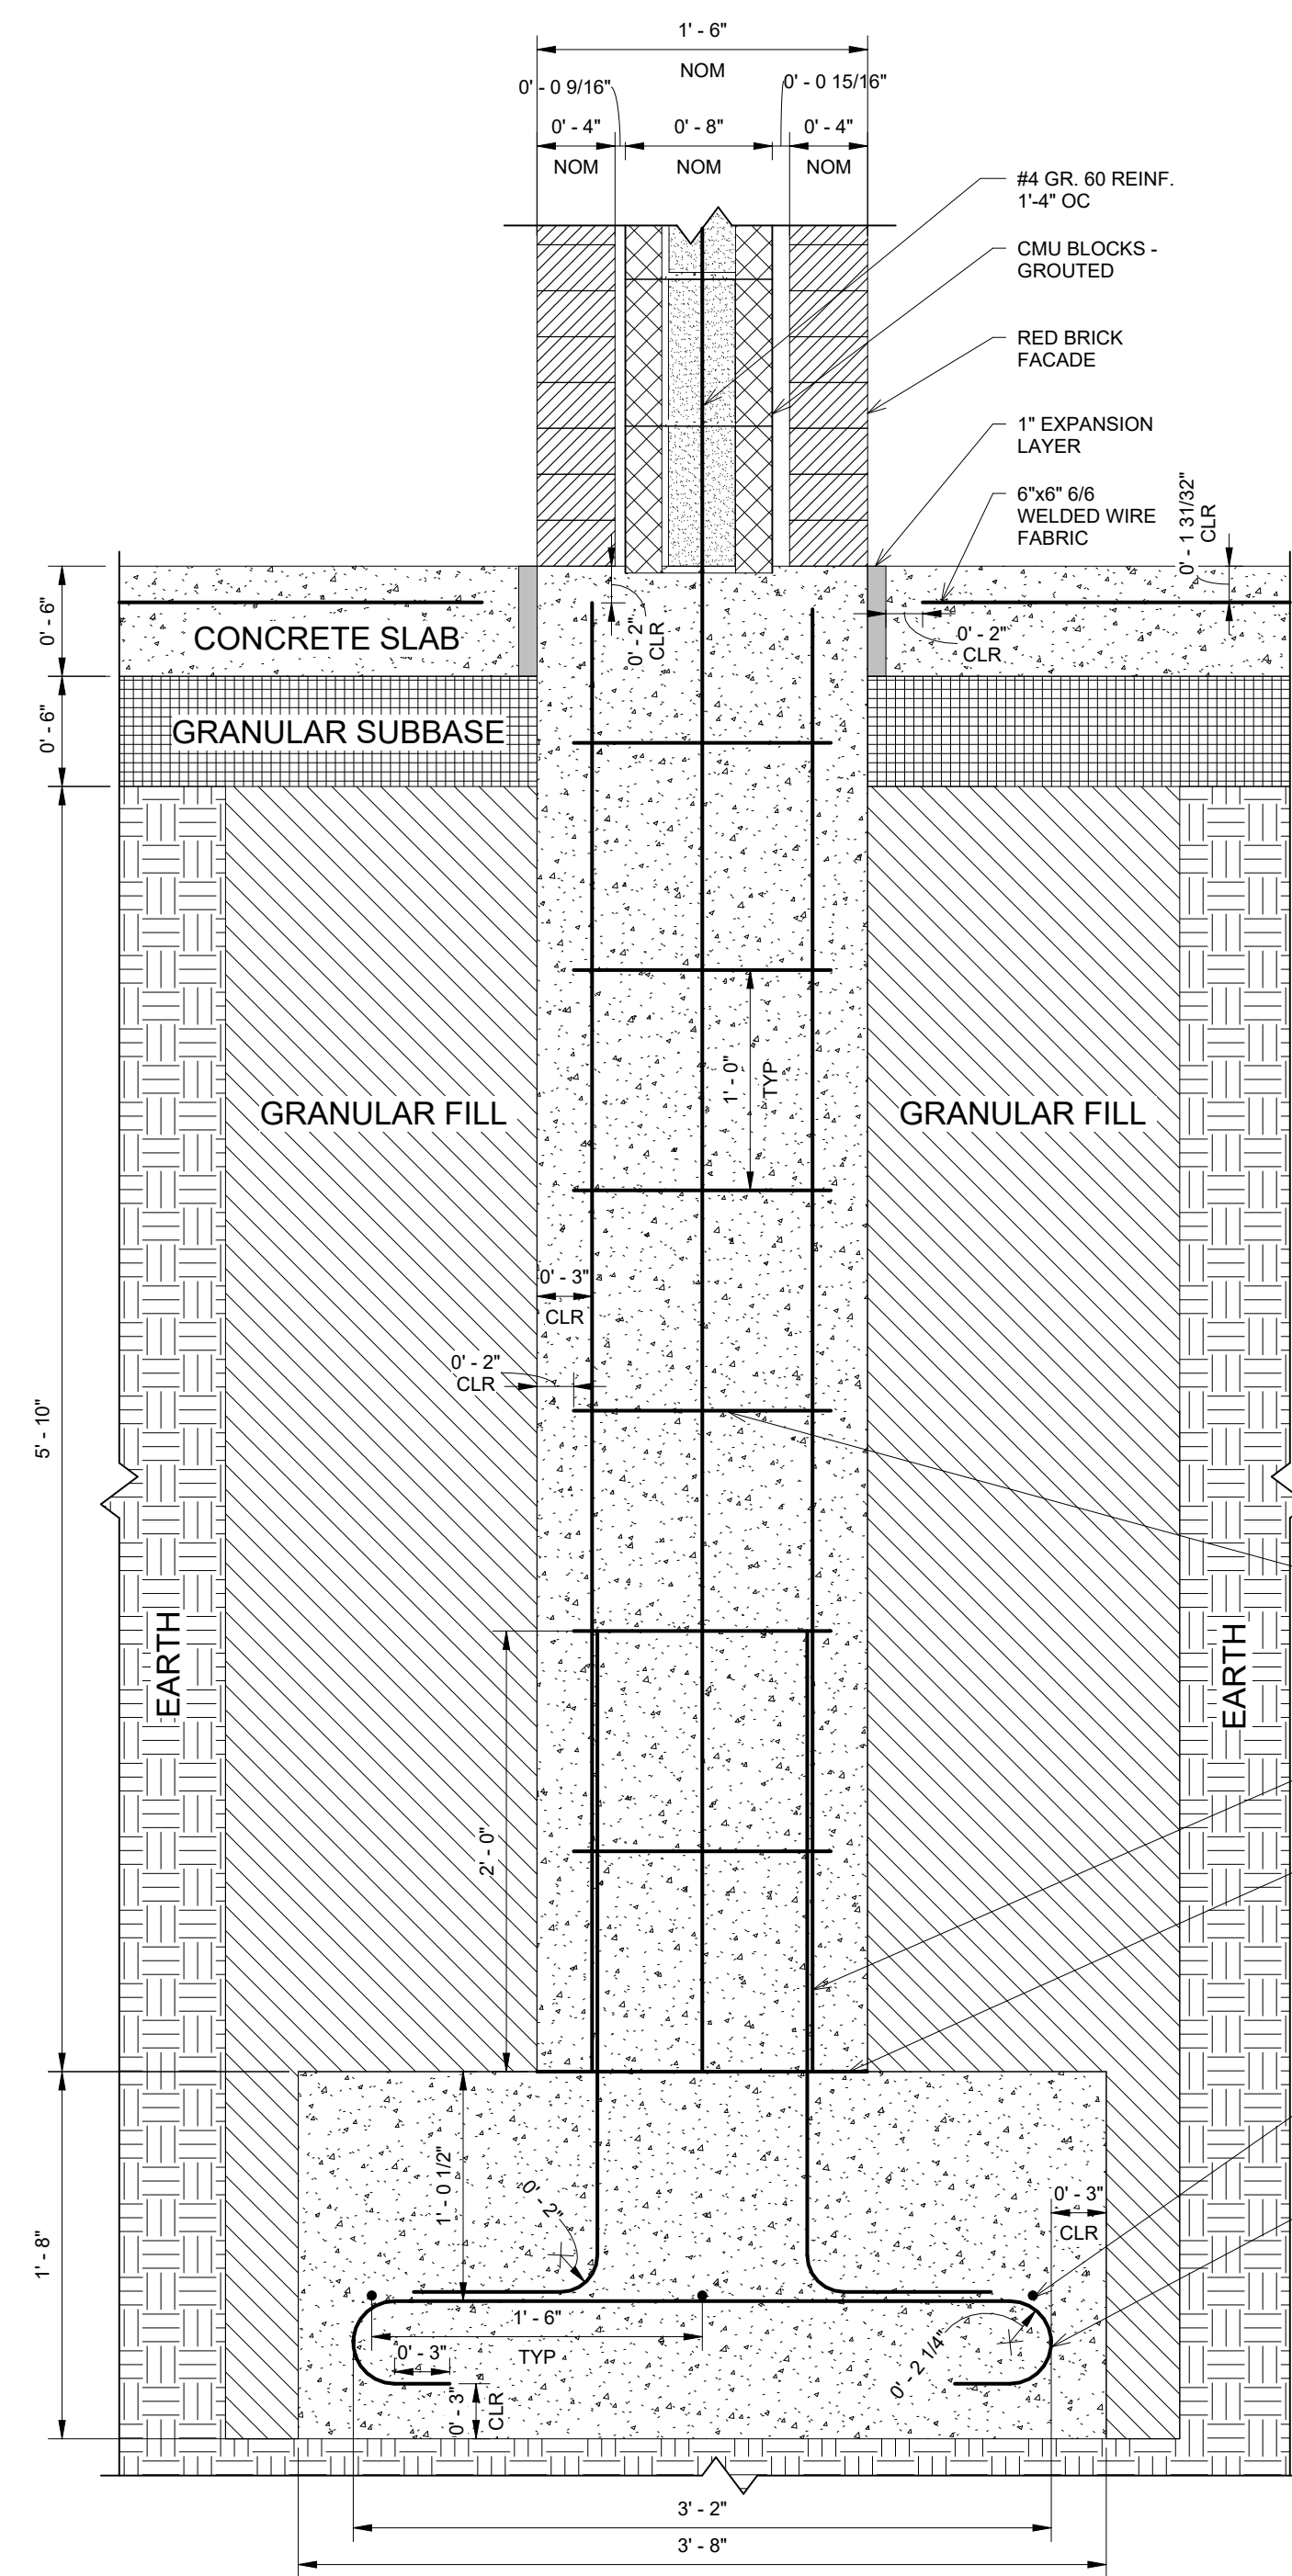 1' - 6"
NOM
0' - 0 9/16"
0' - 0 15/16"
0' - 4"
0' - 8"
0' - 4"
NOM
NOM
NOM
#4 GR. 60 REINF.
1'-4" OC
CMU BLOCKS -
GROUTED
RED BRICK
FACADE
1" EXPANSION
LAYER
6"x6" 6/6
WELDED WIRE
FABRIC
0' - 1 31/32"
CLR
0' - 6"
CONCRETE SLAB
0' - 2"
CLR
0' - 2"
CLR
0' - 6"
GRANULAR SUBBASE
GRANULAR FILL
1' - 0"
TYP
GRANULAR FILL
0' - 3"
CLR
0' - 2"
CLR
5' - 10"
EARTH
EARTH
2' - 0"
1' - 8"
1' - 0 1/2"
0' - 2"
0' - 3"
CLR
1' - 6"
TYP
0' - 3"
0' - 2 1/4"
0' - 3"
CLR
3' - 2"
3' - 8"